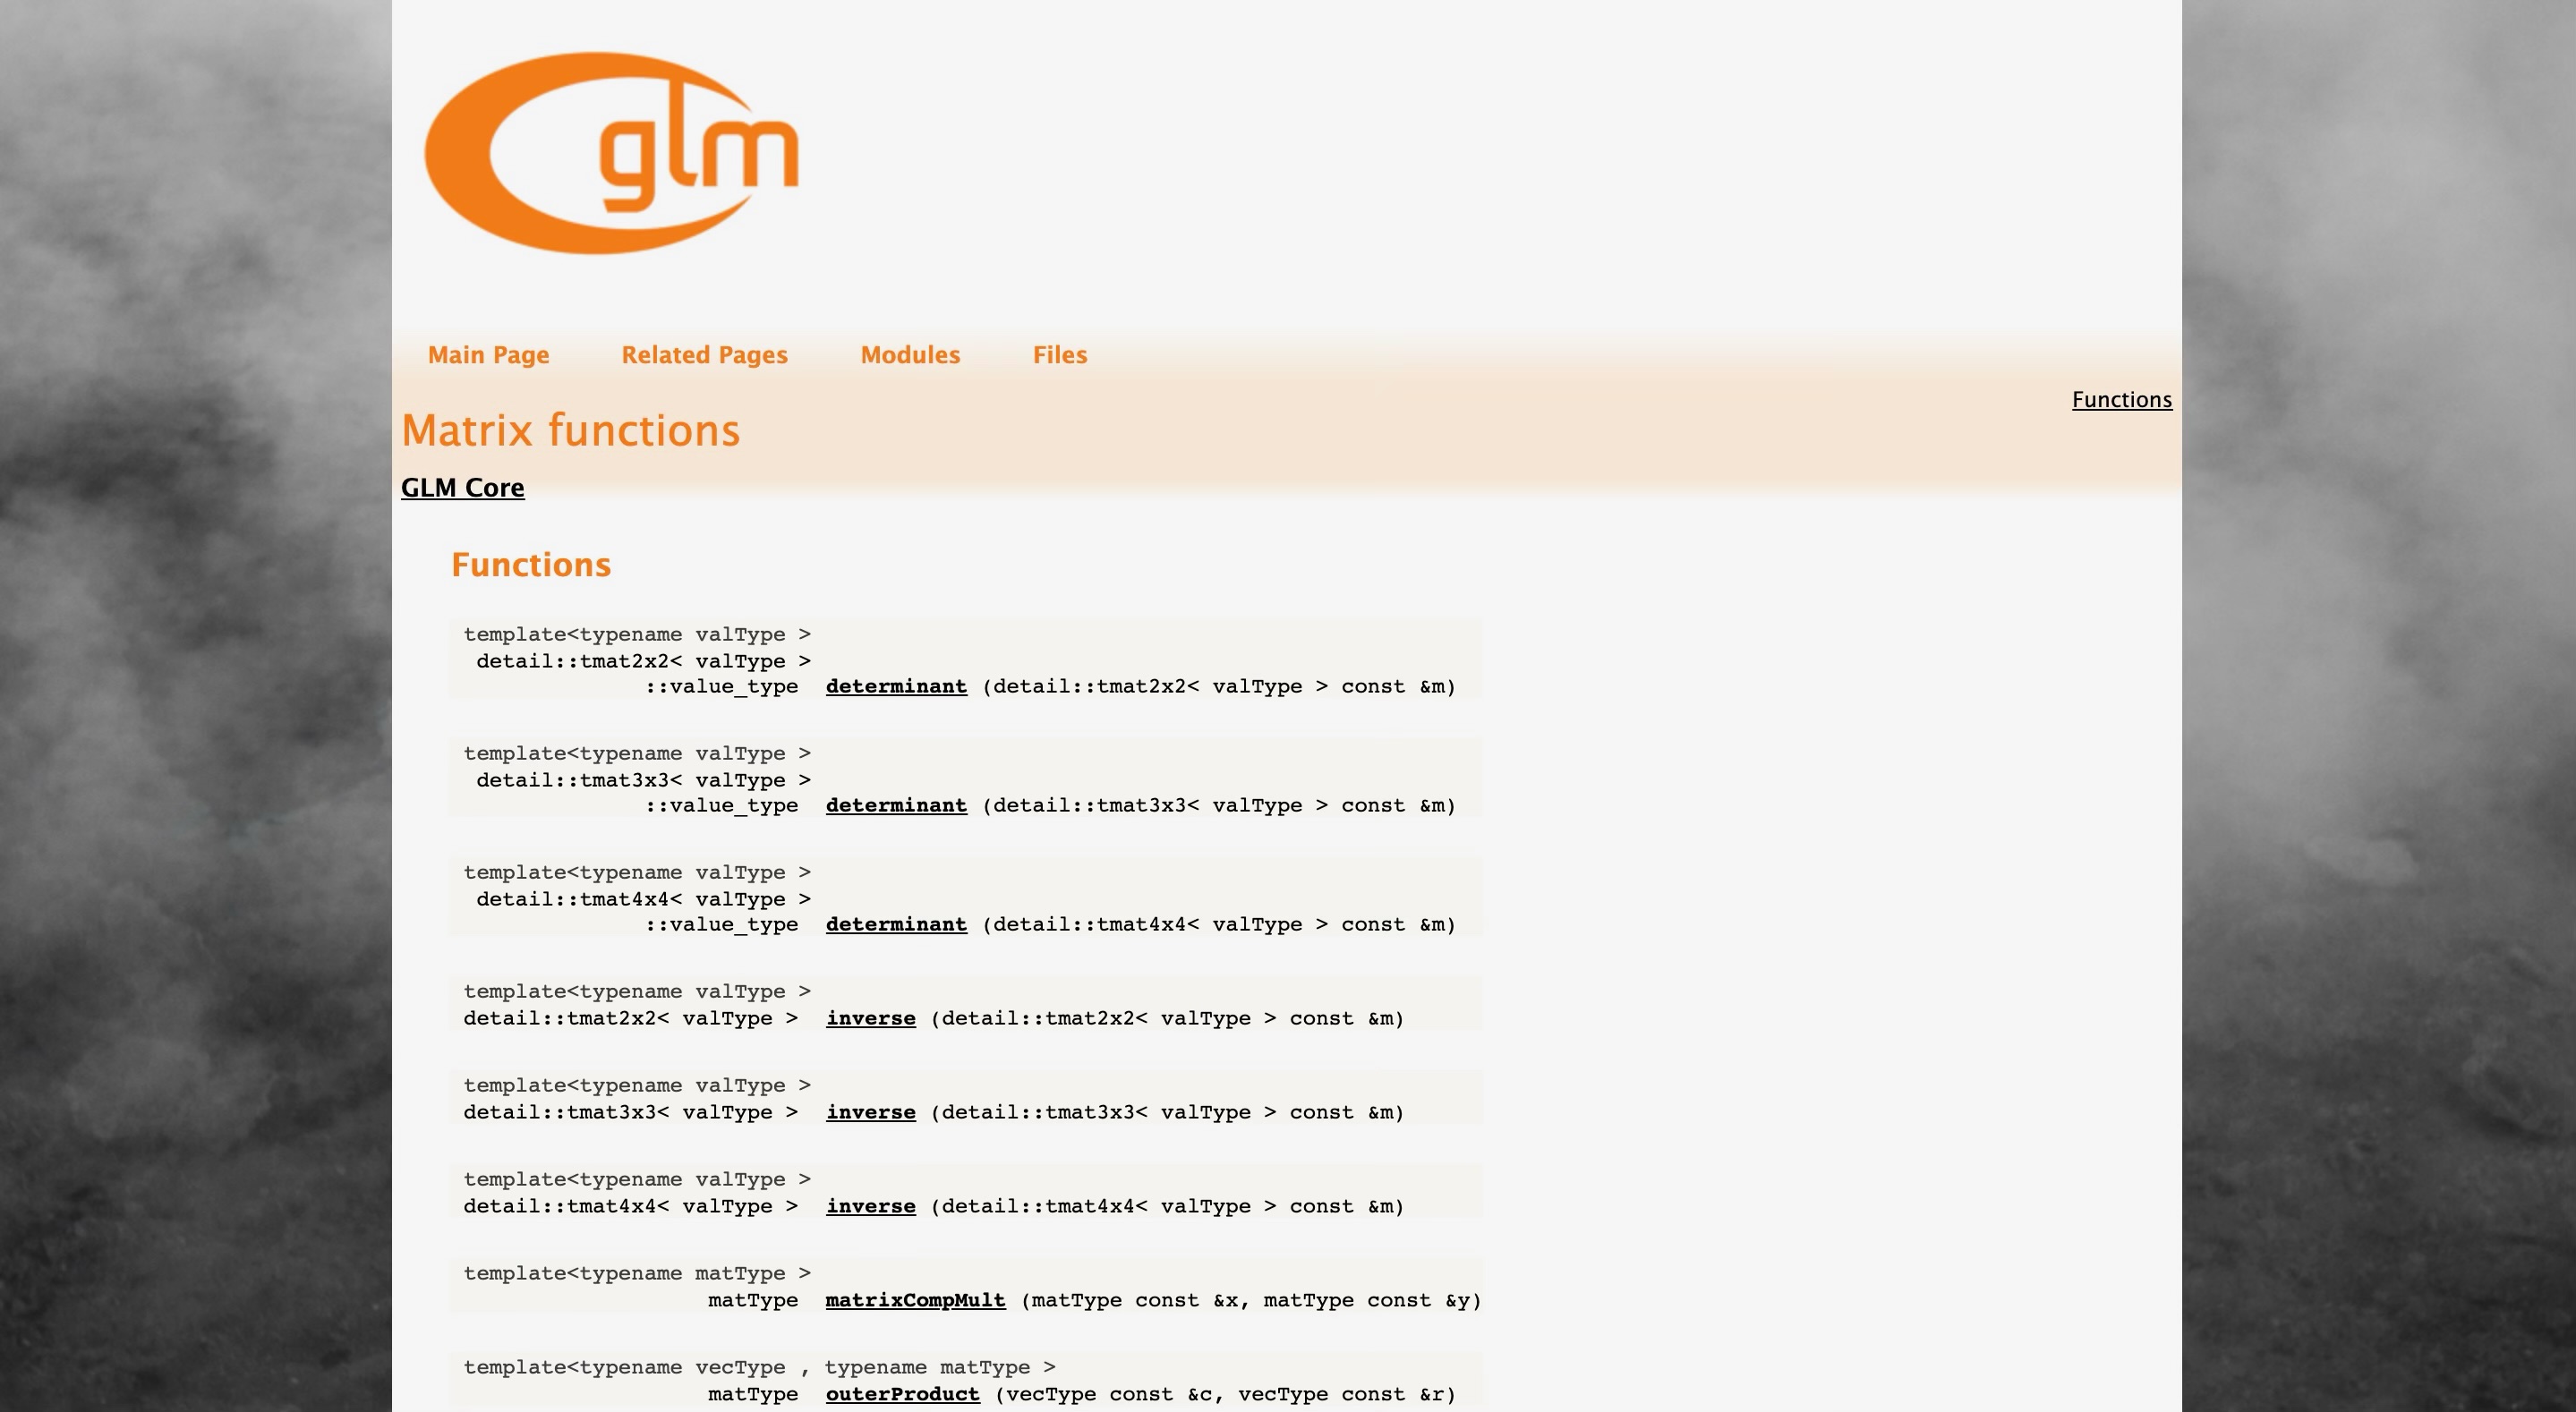 glm
Main Page Related Pages Modules Files
Functions
Matrix functions
GLM Core
Functions
template<typename valType >
detail::tmat2x2< valType >
::value_type determinant (detail::tmat2x2< valType > const &m)
template<typename valType >
detail::tmat3x3< valType >
::value_type determinant (detail::tmat3x3< valType > const &m)
template<typename valType >
detail::tmat4x4< valType >
::value_type determinant (detail::tmat4x4< valType > const &m)
template<typename valType >
detail::tmat2x2< valType > inverse (detail::tmat2x2< valType > const &m)
template<typename valType >
detail::tmat3x3< valType > inverse (detail::tmat3x3< valType > const &m)
template<typename valType >
detail::tmat4x4< valType > inverse (detail::tmat4x4< valType > const &m)
template<typename matType >
matType matrixCompMult (matType const &x, matType const &y)
template<typename vecType , typename matType >
matType outerProduct (vecType const &c, vecType const &r)